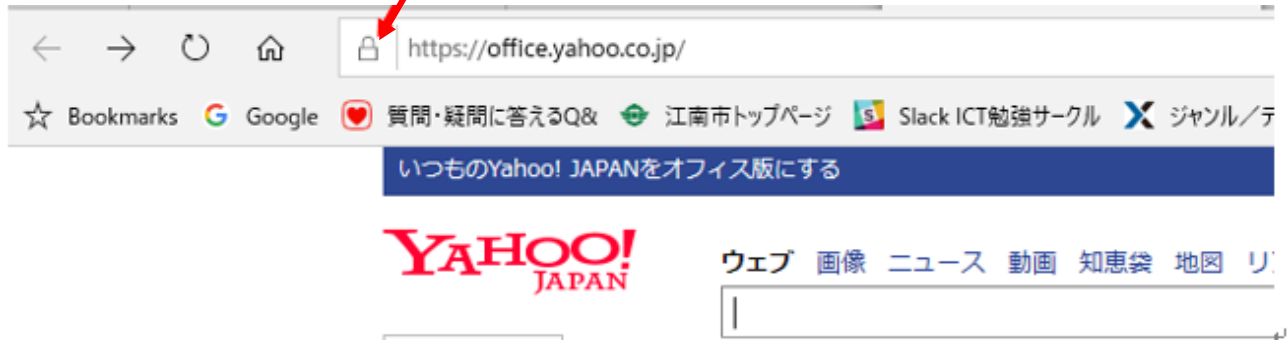 https://office.yahoo.co.jp/
Bookmarks Google 質問・疑問に答えるQ& 江南市トップページ Slack ICT勉強サークル ジャンル／テ
いつものYahoo! JAPANをオフィス版にする
YAHOO!
JAPAN
ウェブ 画像 ニュース 動画 知恵袋 地図 リ